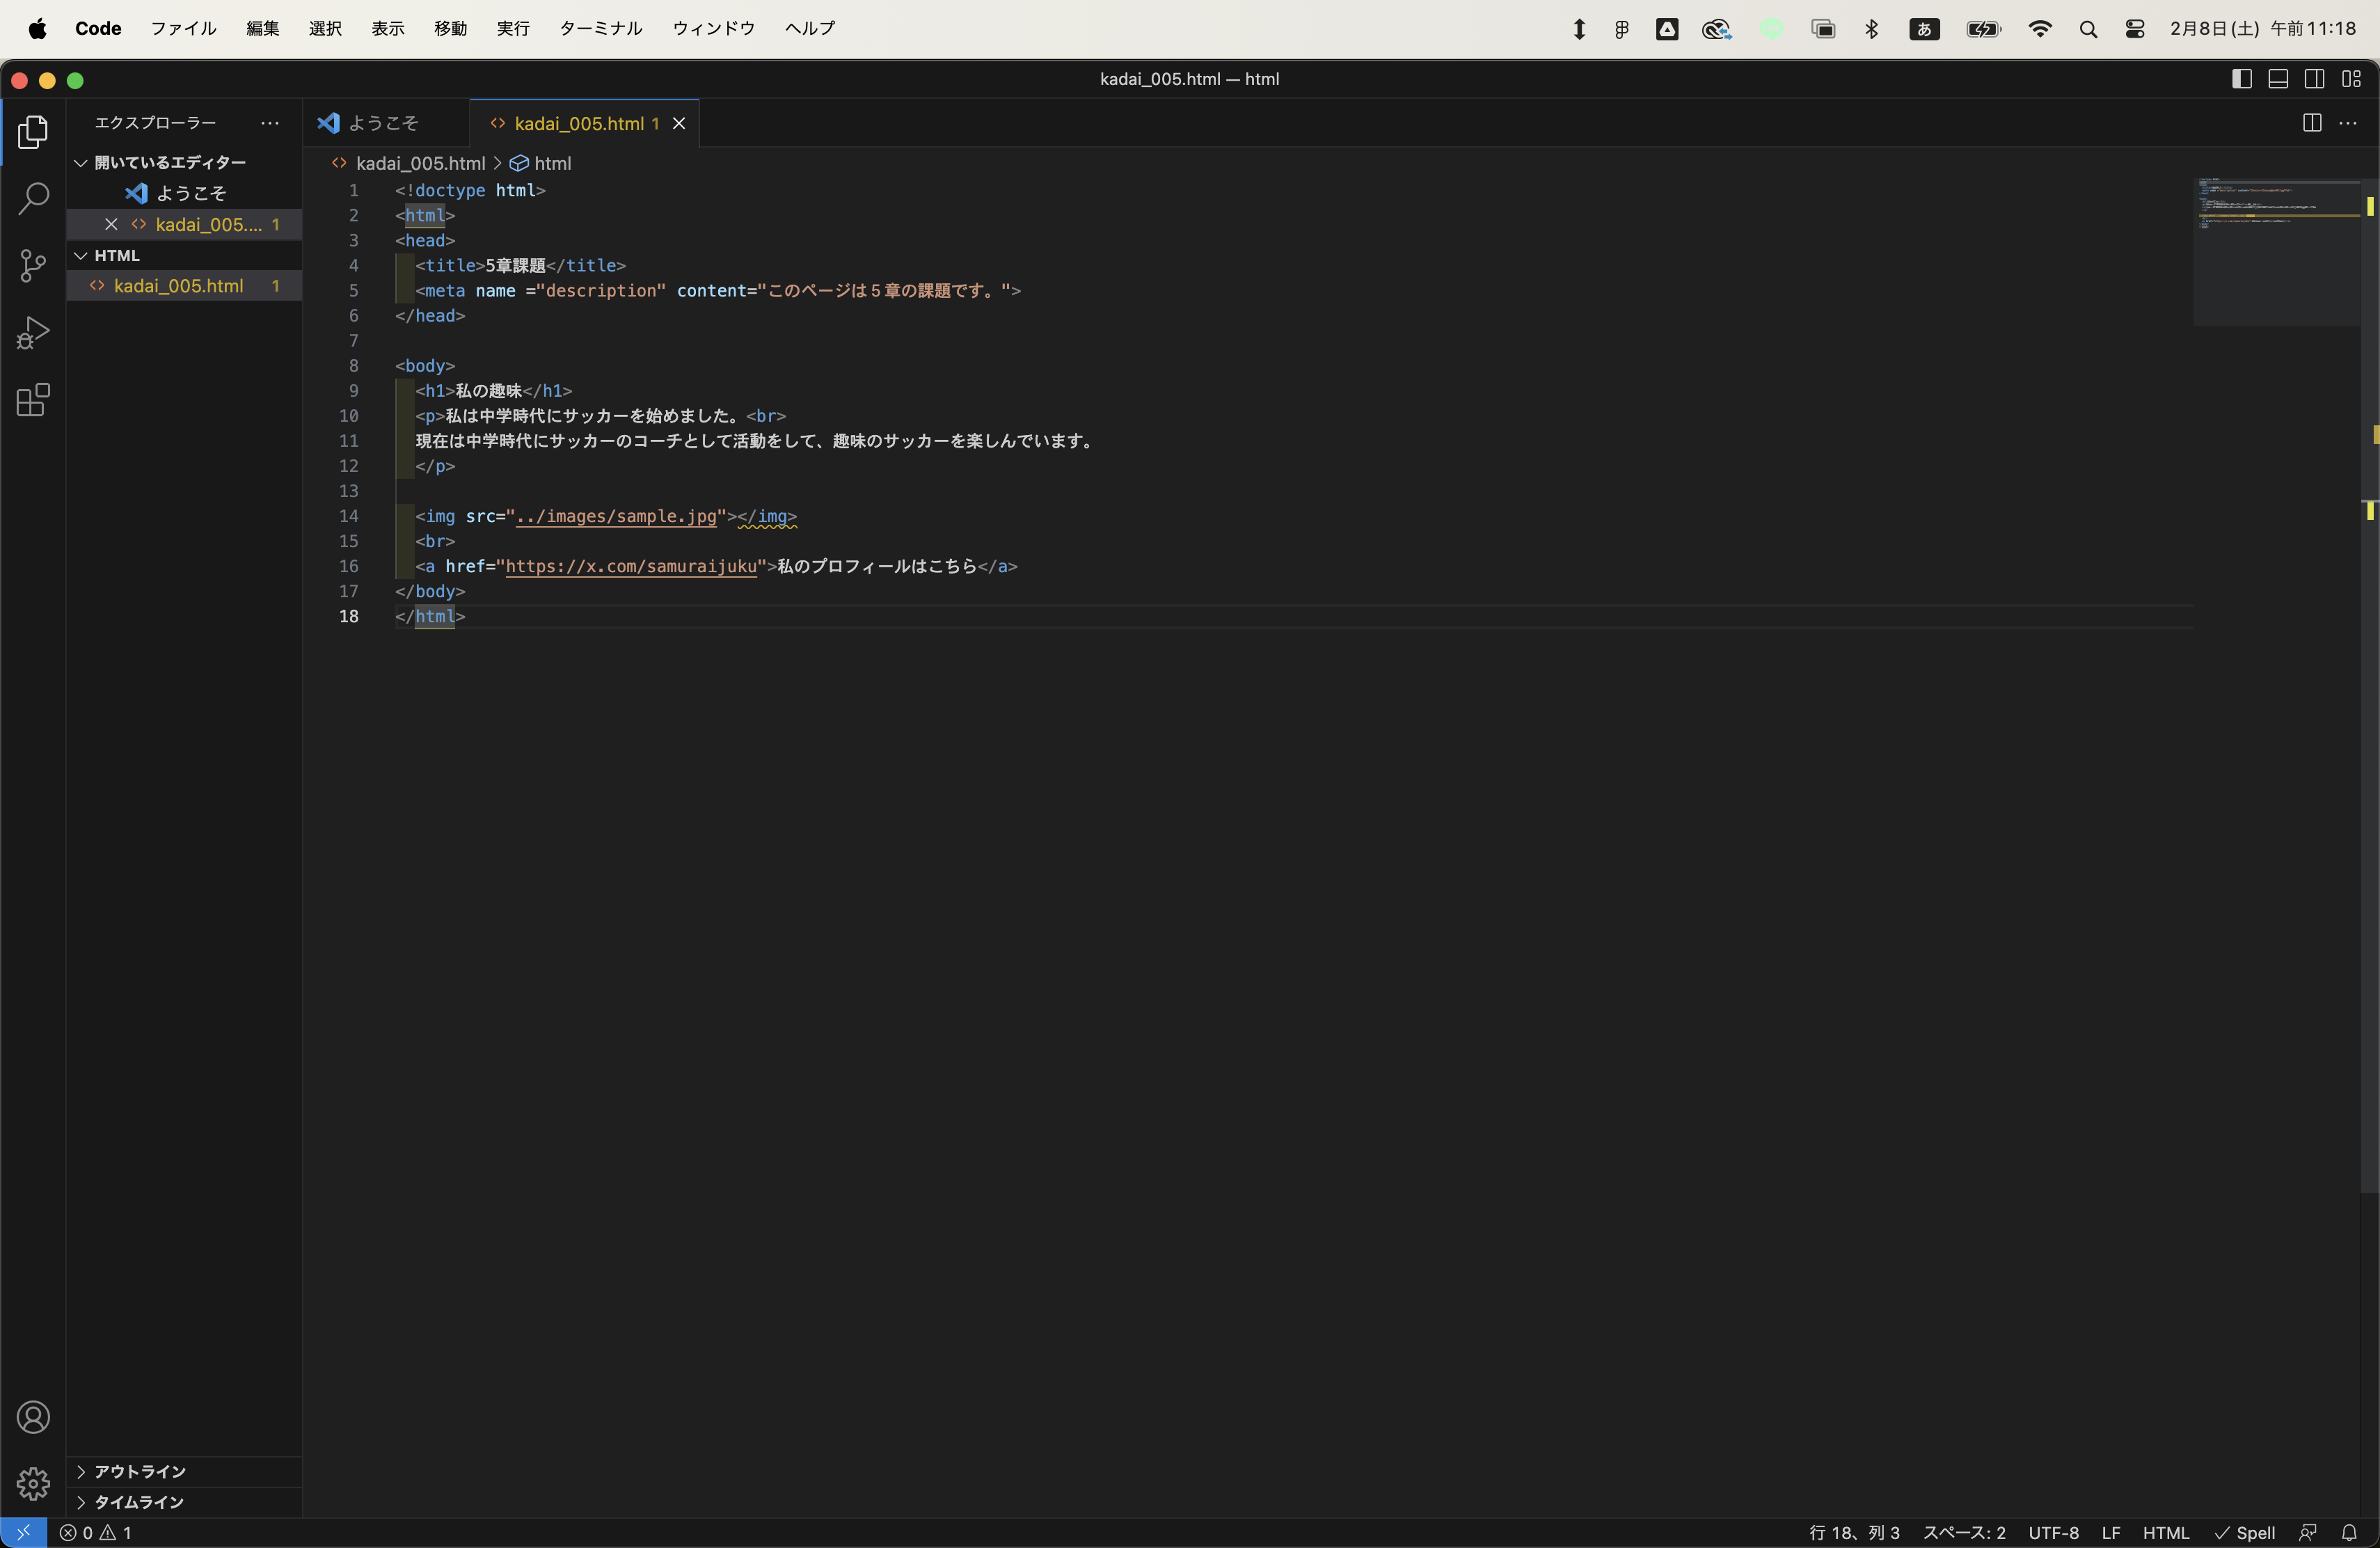 Code ファイル 編集 選択 表示 移動 実行 ターミナル ウィンドウ ヘルプ あ 2月8日(土) 午前11:18
kadai_005.html — html
エクスプローラー ···
開いているエディター
ようこそ
kadai_005.... 1
HTML
kadai_005.html 1
アウトライン
タイムライン
ようこそ kadai_005.html 1
kadai_005.html > html
1 <!doctype html>
2 <html>
3 <head>
4 <title>5章課題</title>
5 <meta name ="description" content="このページは５章の課題です。">
6 </head>
7
8 <body>
9 <h1>私の趣味</h1>
10 <p>私は中学時代にサッカーを始めました。<br>
11 現在は中学時代にサッカーのコーチとして活動をして、趣味のサッカーを楽しんでいます。
12 </p>
13
14 <img src="../images/sample.jpg"></img>
15 <br>
16 <a href="https://x.com/samuraijuku">私のプロフィールはこちら</a>
17 </body>
18 </html>
0 1 行 18、列 3 スペース: 2 UTF-8 LF HTML Spell